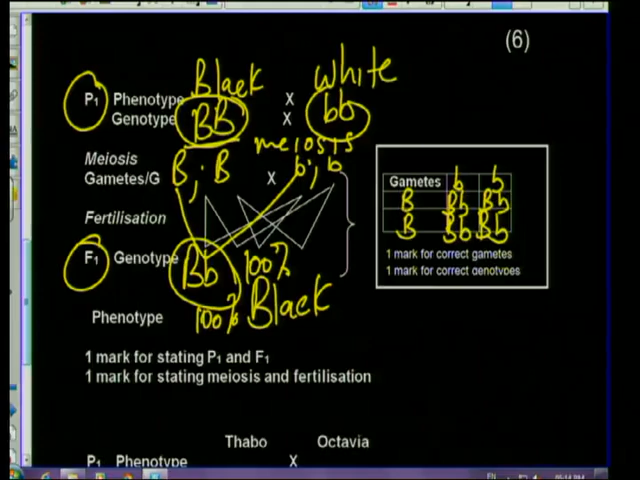 (6)
Black white
P1 Phenotype x
Genotype BB x bb
Meiosis meiosis
Gametes/G B, B x b, b
Gametes b b
B Bb Bb
B Bb Bb
1 mark for correct gametes
1 mark for correct genotypes
Fertilisation
F1 Genotype Bb 100%
Phenotype 100% Black
1 mark for stating P1 and F1
1 mark for stating meiosis and fertilisation
Thabo Octavia
P1 Phenotype x